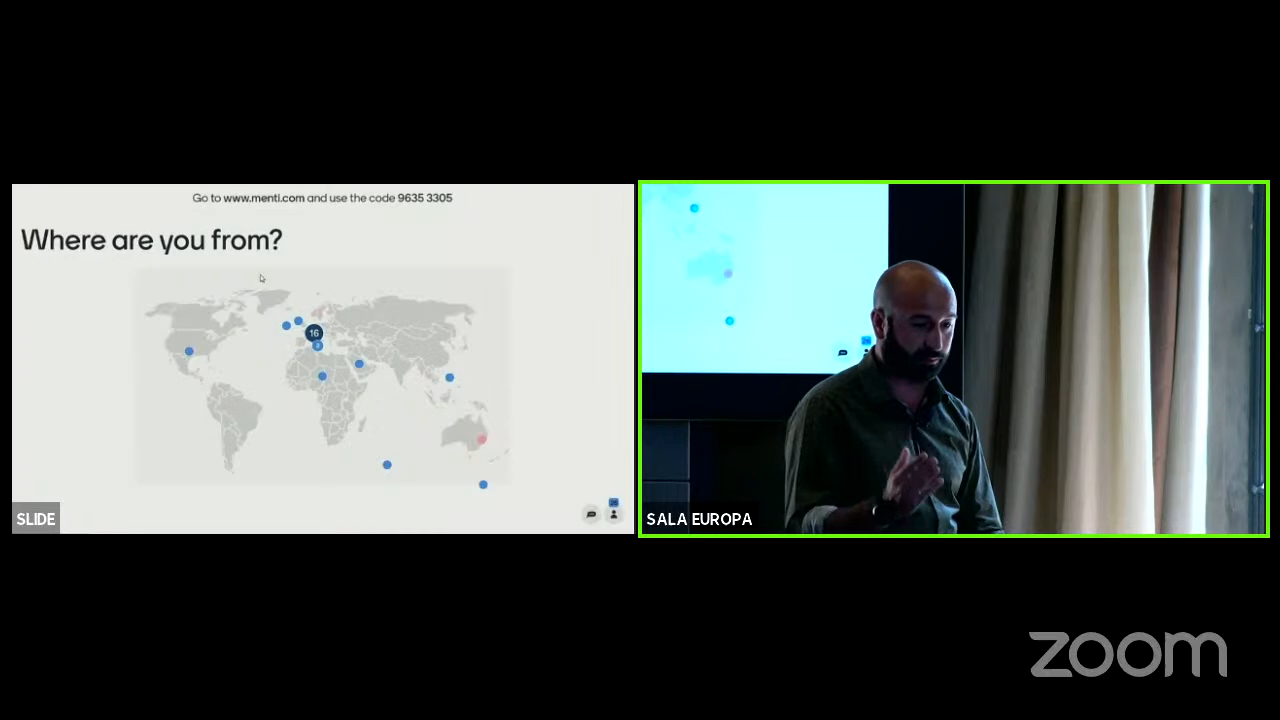 Go to www.menti.com and use the code 9635 3305
Where are you from?
16
SLIDE
SALA EUROPA
zoom